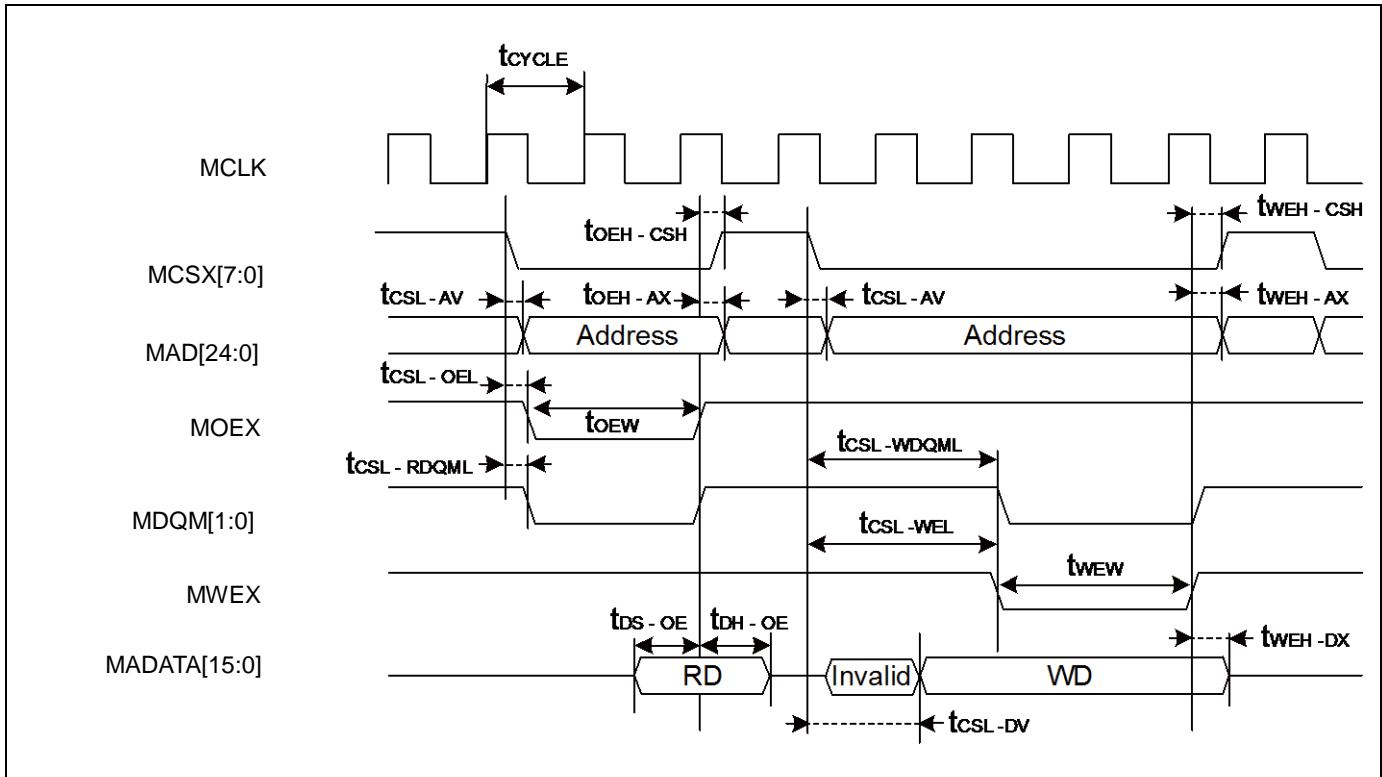 tCYCLE
MCLK
tWEH - CSH
tOEH - CSH
MCSX[7:0]
tCSL - AV
tOEH - AX
tCSL - AV
tWEH - AX
Address
Address
MAD[24:0]
tCSL - OEL
tOEW
MOEX
tCSL -WDQML
tCSL - RDQML
MDQM[1:0]
tCSL -WEL
tWEW
MWEX
tDS - OE
tDH - OE
tWEH -DX
MADATA[15:0]
RD
Invalid
WD
tCSL -DV